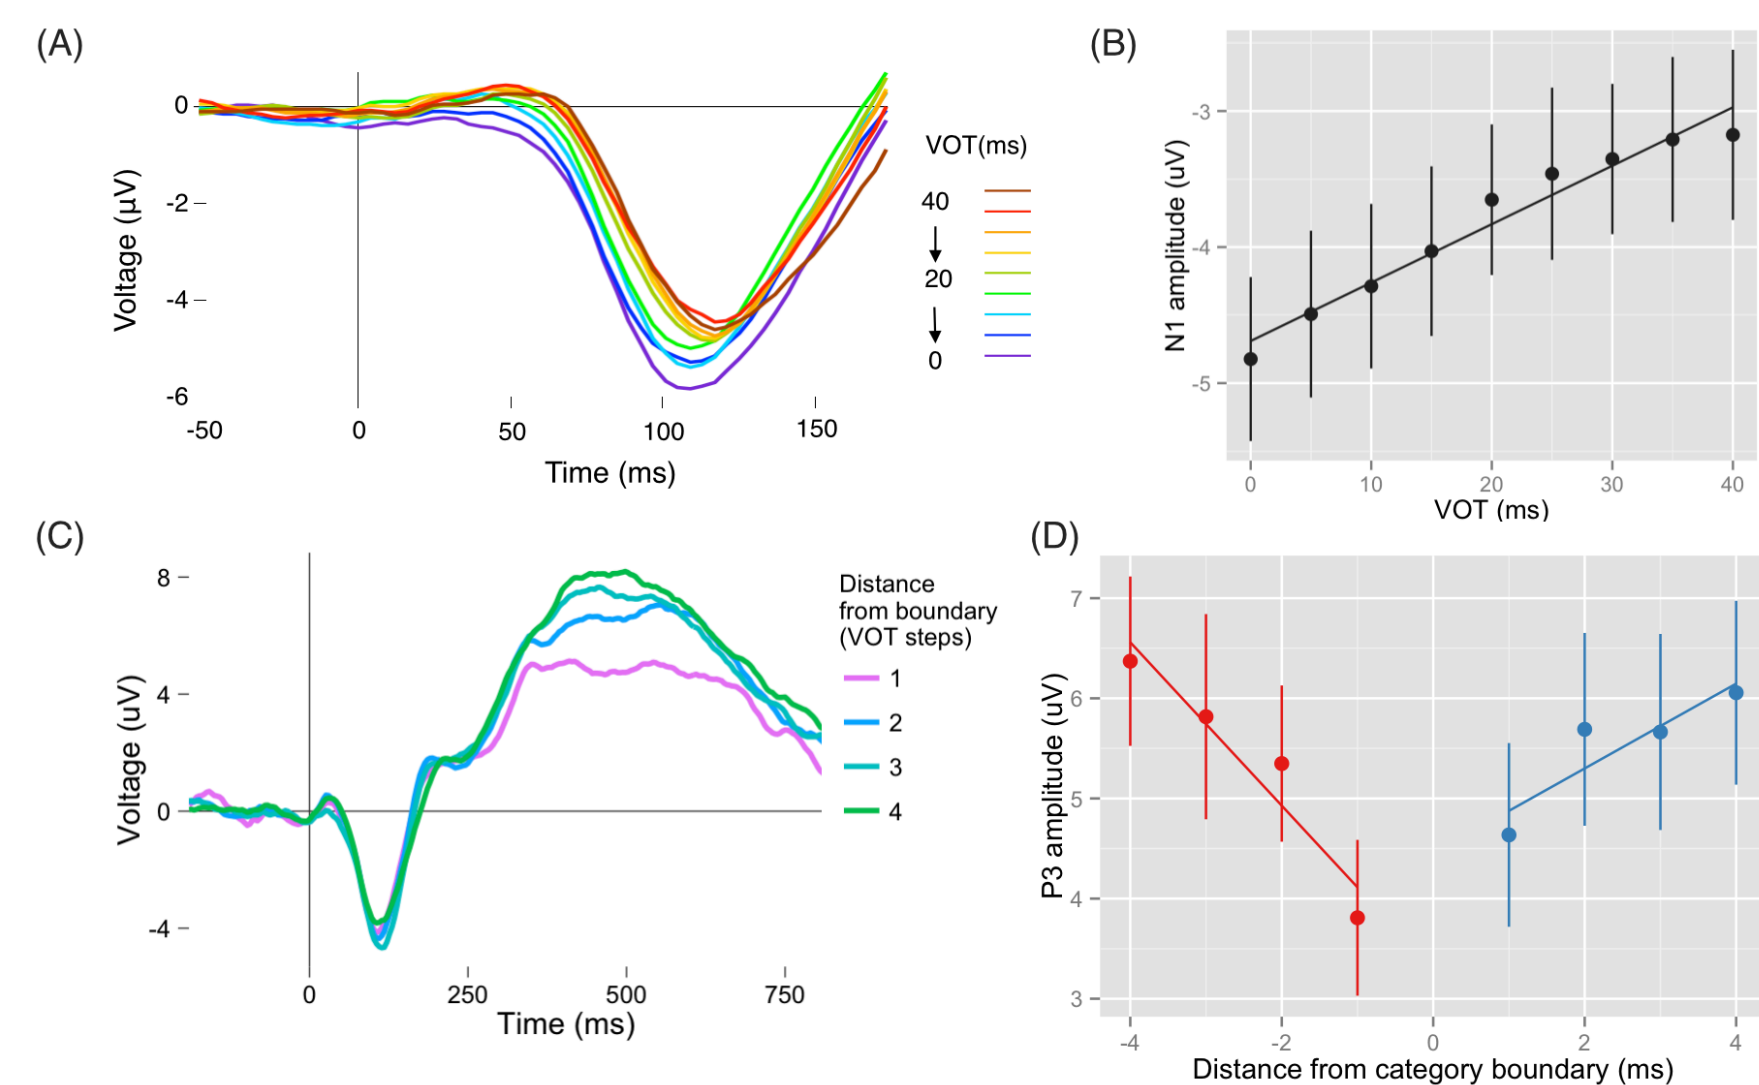 (A)
0
-2
-4
-6
Voltage (µV)
-50
0
50
100
150
Time (ms)
VOT(ms)
40
20
0
(B)
-3
-4
-5
N1 amplitude (uV)
0
10
20
30
40
VOT (ms)
(C)
8
4
0
-4
Voltage (uV)
0
250
500
750
Time (ms)
Distance
from boundary
(VOT steps)
1
2
3
4
(D)
7
6
5
4
3
P3 amplitude (uV)
-4
-2
0
2
4
Distance from category boundary (ms)